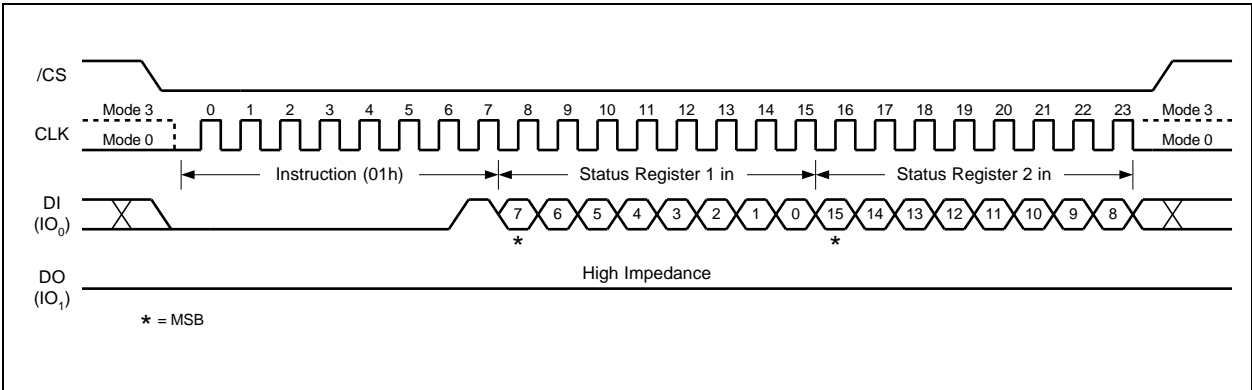 /CS
Mode 3 0 1 2 3 4 5 6 7 8 9 10 11 12 13 14 15 16 17 18 19 20 21 22 23 Mode 3
CLK
Mode 0 Mode 0
Instruction (01h) Status Register 1 in Status Register 2 in
DI
(IO₀)
7 6 5 4 3 2 1 0 15 14 13 12 11 10 9 8
* *
High Impedance
DO
(IO₁)
* = MSB